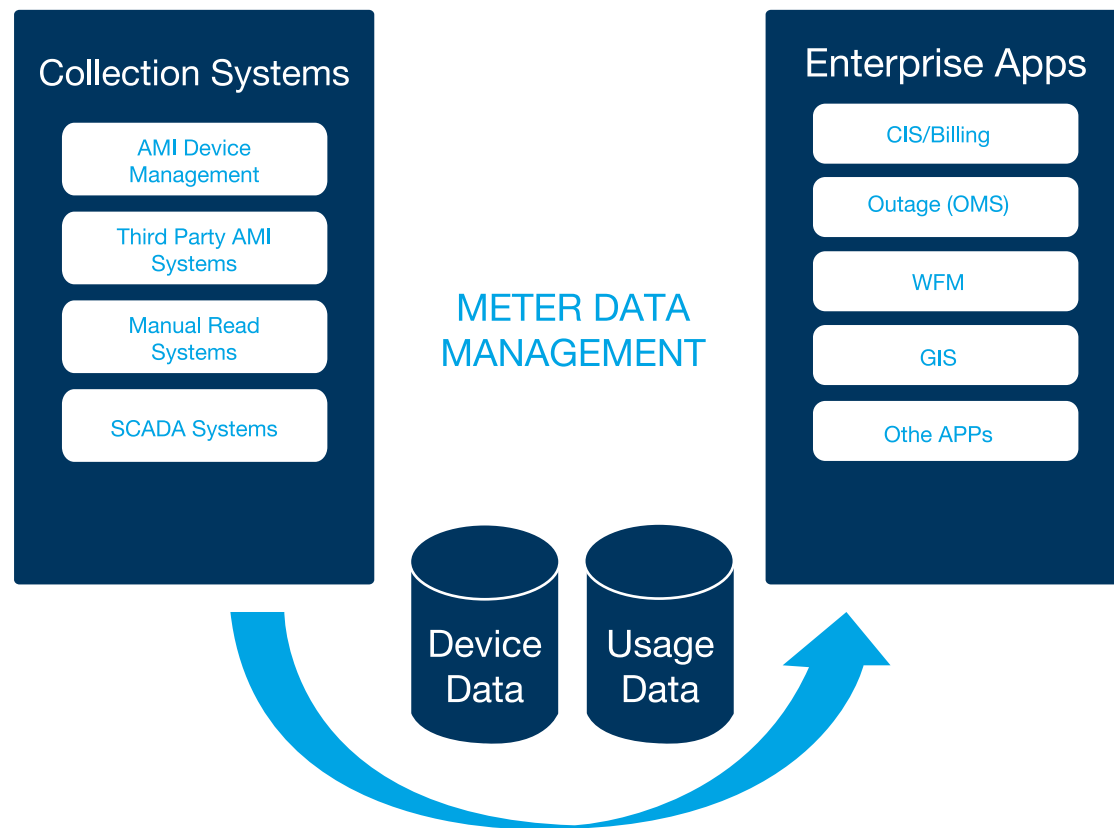 Collection Systems
AMI Device
Management
Third Party AMI
Systems
Manual Read
Systems
SCADA Systems
METER DATA
MANAGEMENT
Device
Data
Usage
Data
Enterprise Apps
CIS/Billing
Outage (OMS)
WFM
GIS
Othe APPs